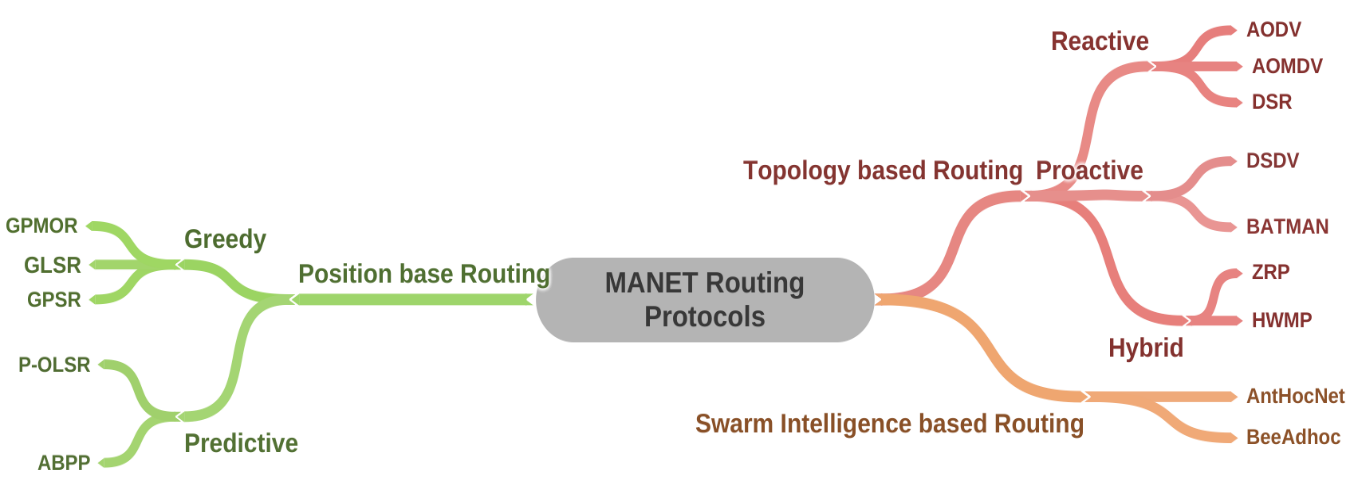 MANET Routing
Protocols
Position base Routing
Greedy
GPMOR
GLSR
GPSR
Predictive
P-OLSR
ABPP
Topology based Routing
Reactive
AODV
AOMDV
DSR
Proactive
DSDV
BATMAN
Hybrid
ZRP
HWMP
Swarm Intelligence based Routing
AntHocNet
BeeAdhoc